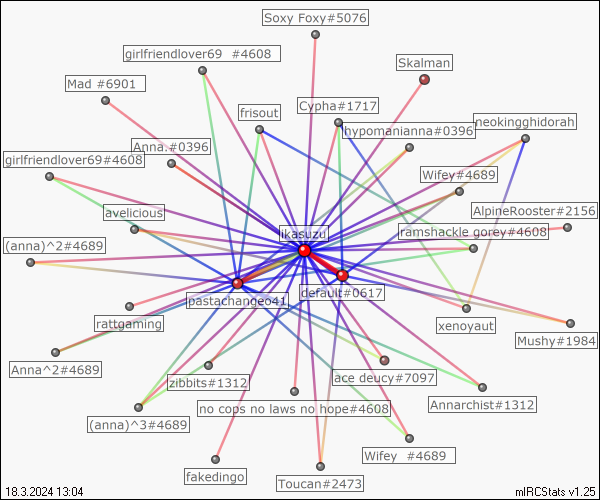 Soxy Foxy#5076
girlfriendlover69 #4608
Skalman
Mad #6901
Cypha#1717
frisout
neokingghidorah
hypomanianna#0396
Anna.#0396
girlfriendlover69#4608
Wifey#4689
avelicious
AlpineRooster#2156
ikasuzu
ramshackle gorey#4608
(anna)^2#4689
default#0617
pastachangeo41
rattgaming
xenoyaut
Mushy#1984
Anna^2#4689
zibbits#1312
ace deucy#7097
no cops no laws no hope#4608
Annarchist#1312
(anna)^3#4689
Wifey #4689
fakedingo
Toucan#2473
18.3.2024 13:04
mIRCStats v1.25